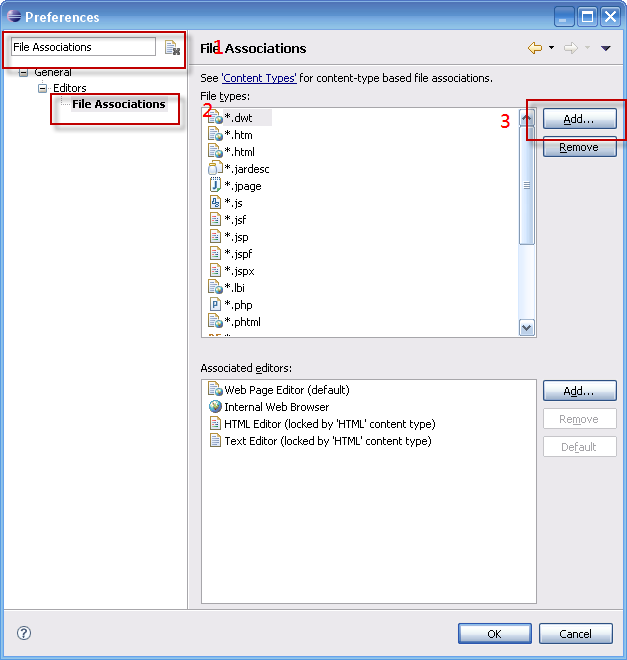 Preferences
File Associations
1
File Associations
General
Editors
File Associations
See 'Content Types' for content-type based file associations.
File types:
2
3
*.dwt
*.htm
*.html
*.jardesc
*.jpage
*.js
*.jsf
*.jsp
*.jspf
*.jspx
*.lbi
*.php
*.phtml
Add...
Remove
Associated editors:
Web Page Editor (default)
Internal Web Browser
HTML Editor (locked by 'HTML' content type)
Text Editor (locked by 'HTML' content type)
Add...
Remove
Default
?
OK
Cancel